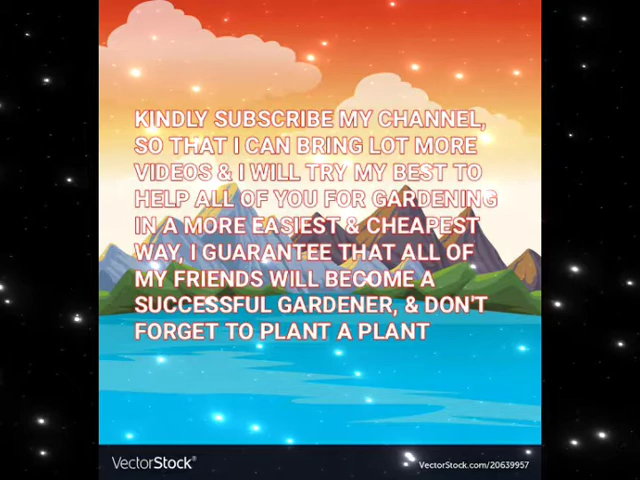 KINDLY SUBSCRIBE MY CHANNEL,
SO THAT I CAN BRING LOT MORE
VIDEOS & I WILL TRY MY BEST TO
HELP ALL OF YOU FOR GARDENING
IN A MORE EASIEST & CHEAPEST
WAY, I GUARANTEE THAT ALL OF
MY FRIENDS WILL BECOME A
SUCCESSFUL GARDENER, & DON'T
FORGET TO PLANT A PLANT
VectorStock®
VectorStock.com/20639957